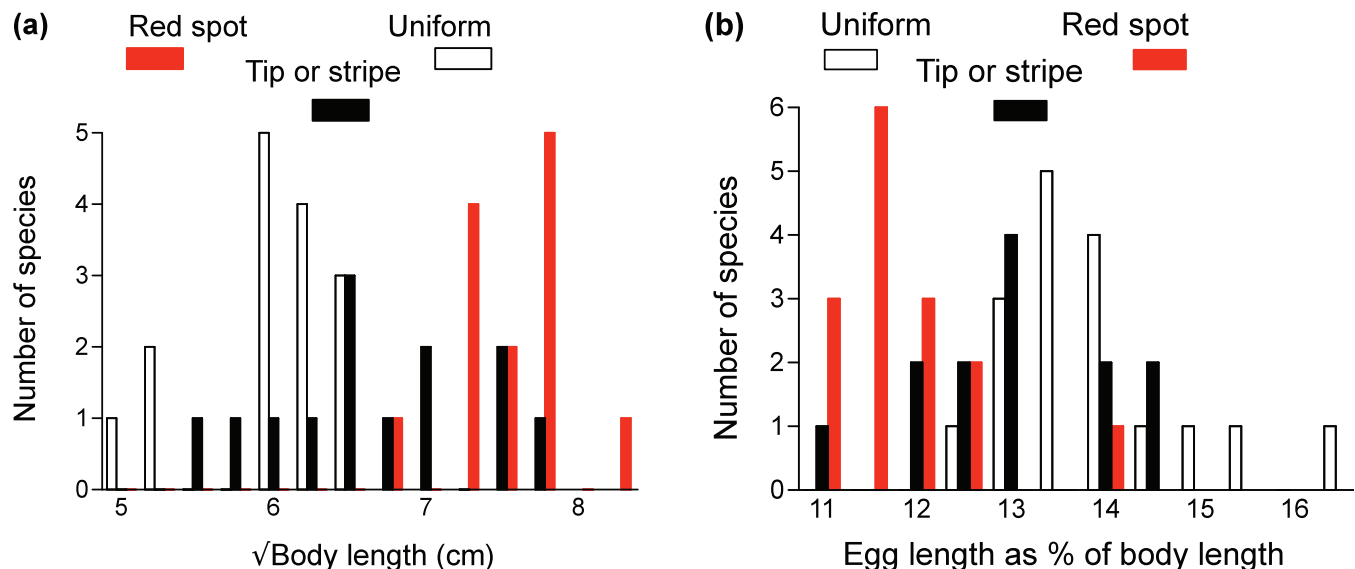 (a)
Red spot
Uniform
Tip or stripe
Number of species
5
4
3
2
1
0
5 6 7 8
√Body length (cm)
(b)
Uniform
Red spot
Tip or stripe
Number of species
6
5
4
3
2
1
0
11 12 13 14 15 16
Egg length as % of body length